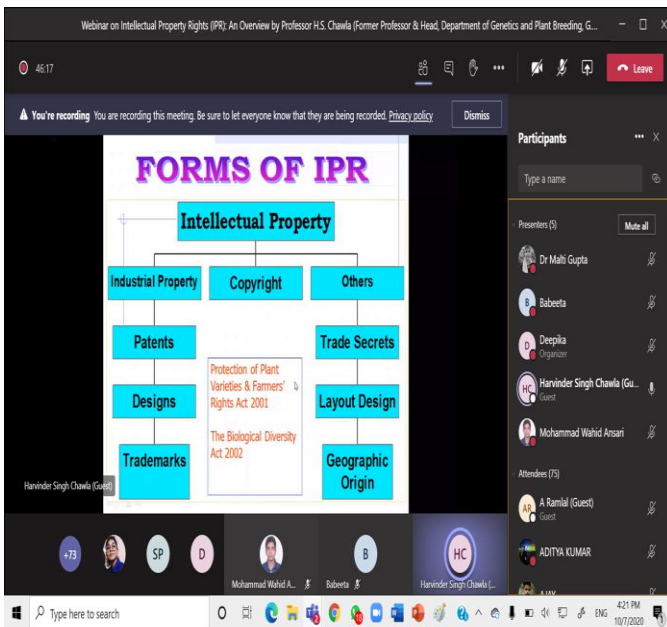 Webinar on Intellectual Property Rights (IPR): An Overview by Professor H.S. Chawla (Former Professor & Head, Department of Genetics and Plant Breeding, G...
46:17
Leave
You're recording You are recording this meeting. Be sure to let everyone know that they are being recorded. Privacy policy
Dismiss
FORMS OF IPR
Intellectual Property
Industrial Property
Copyright
Others
Patents
Trade Secrets
Protection of Plant
Varieties & Farmers'
Rights Act 2001
The Biological Diversity
Act 2002
Designs
Layout Design
Trademarks
Geographic
Origin
Harvinder Singh Chawla (Guest)
Participants
Type a name
Presenters (5)
Mute all
Dr Malti Gupta
B
Babeeta
D
Deepika
Organizer
HC
Harvinder Singh Chawla (Gu...
Guest
Mohammad Wahid Ansari
Attendees (75)
AR
A Ramlal (Guest)
Guest
ADITYA KUMAR
AJAY
+73
SP
D
Mohammad Wahid A...
B
Babeeta
HC
Harvinder Singh Chawla (...
Type here to search
ENG
4:21 PM
10/7/2020